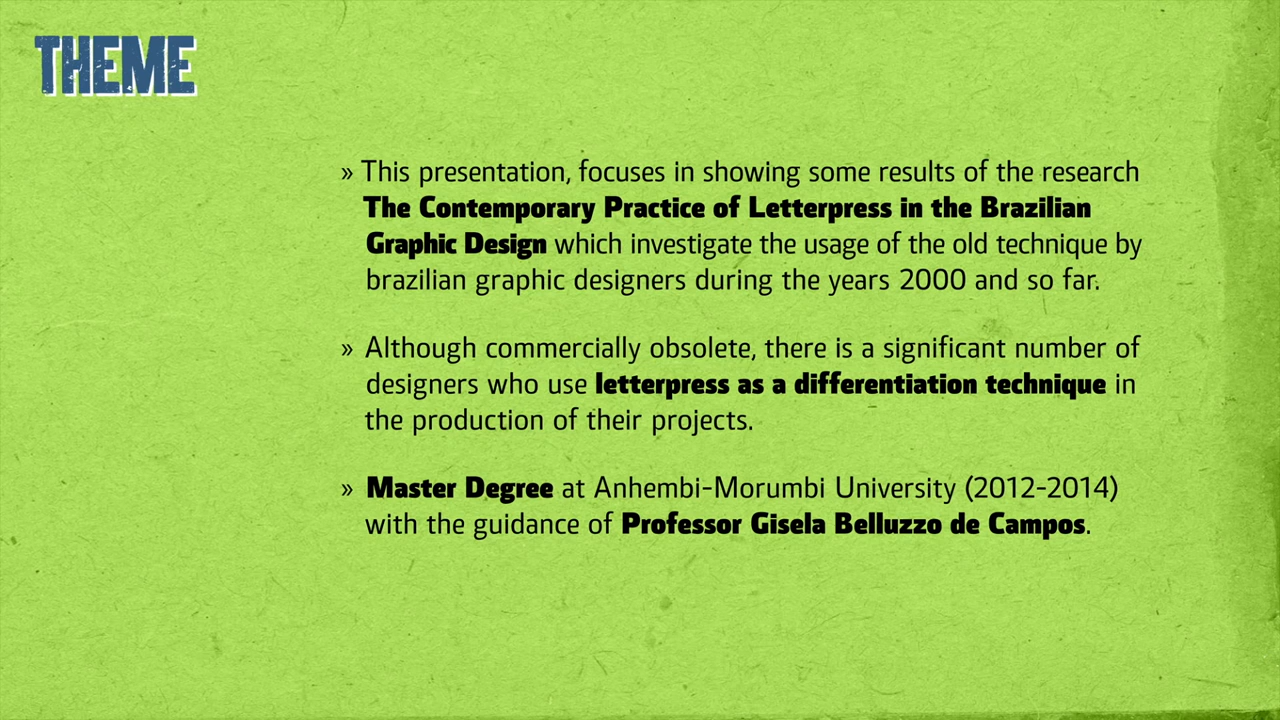 THEME
» This presentation, focuses in showing some results of the research
The Contemporary Practice of Letterpress in the Brazilian
Graphic Design which investigate the usage of the old technique by
brazilian graphic designers during the years 2000 and so far.
» Although commercially obsolete, there is a significant number of
designers who use letterpress as a differentiation technique in
the production of their projects.
» Master Degree at Anhembi-Morumbi University (2012-2014)
with the guidance of Professor Gisela Belluzzo de Campos.